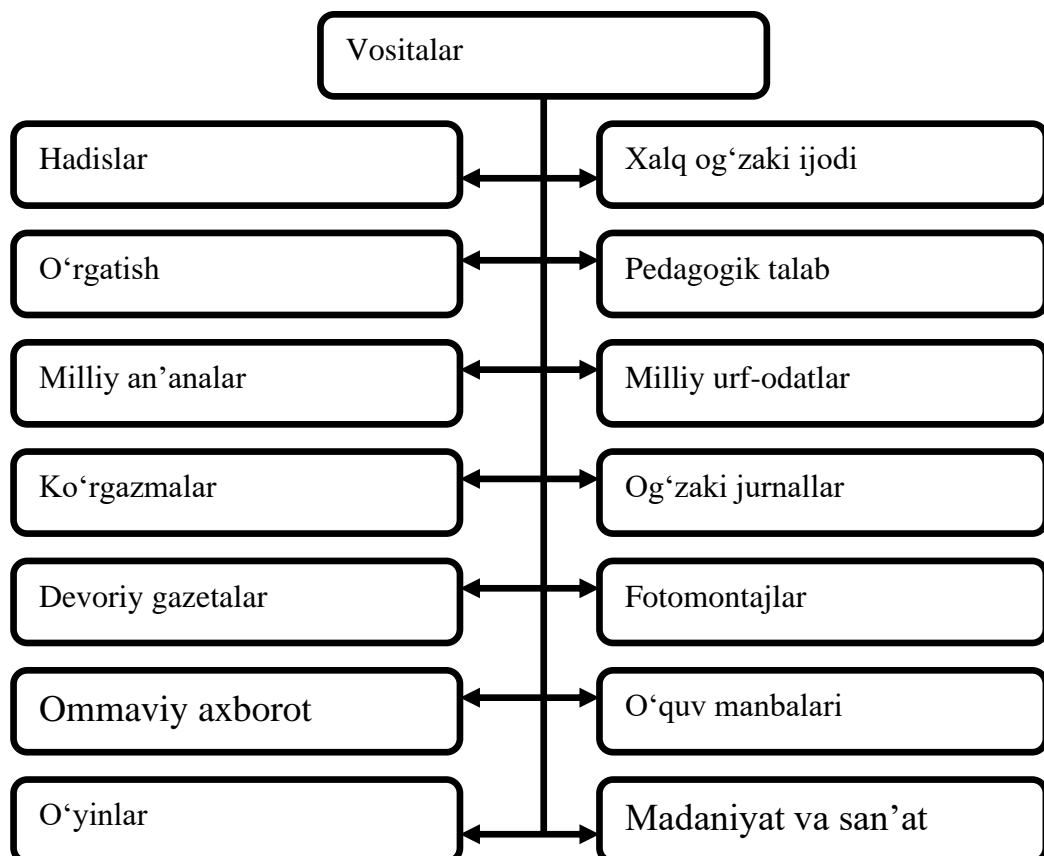 Vositalar
Hadislar
Xalq og‘zaki ijodi
O‘rgatish
Pedagogik talab
Milliy an’analar
Milliy urf-odatlar
Ko‘rgazmalar
Og‘zaki jurnallar
Devoriy gazetalar
Fotomontajlar
Ommaviy axborot
O‘quv manbalari
O‘yinlar
Madaniyat va san’at